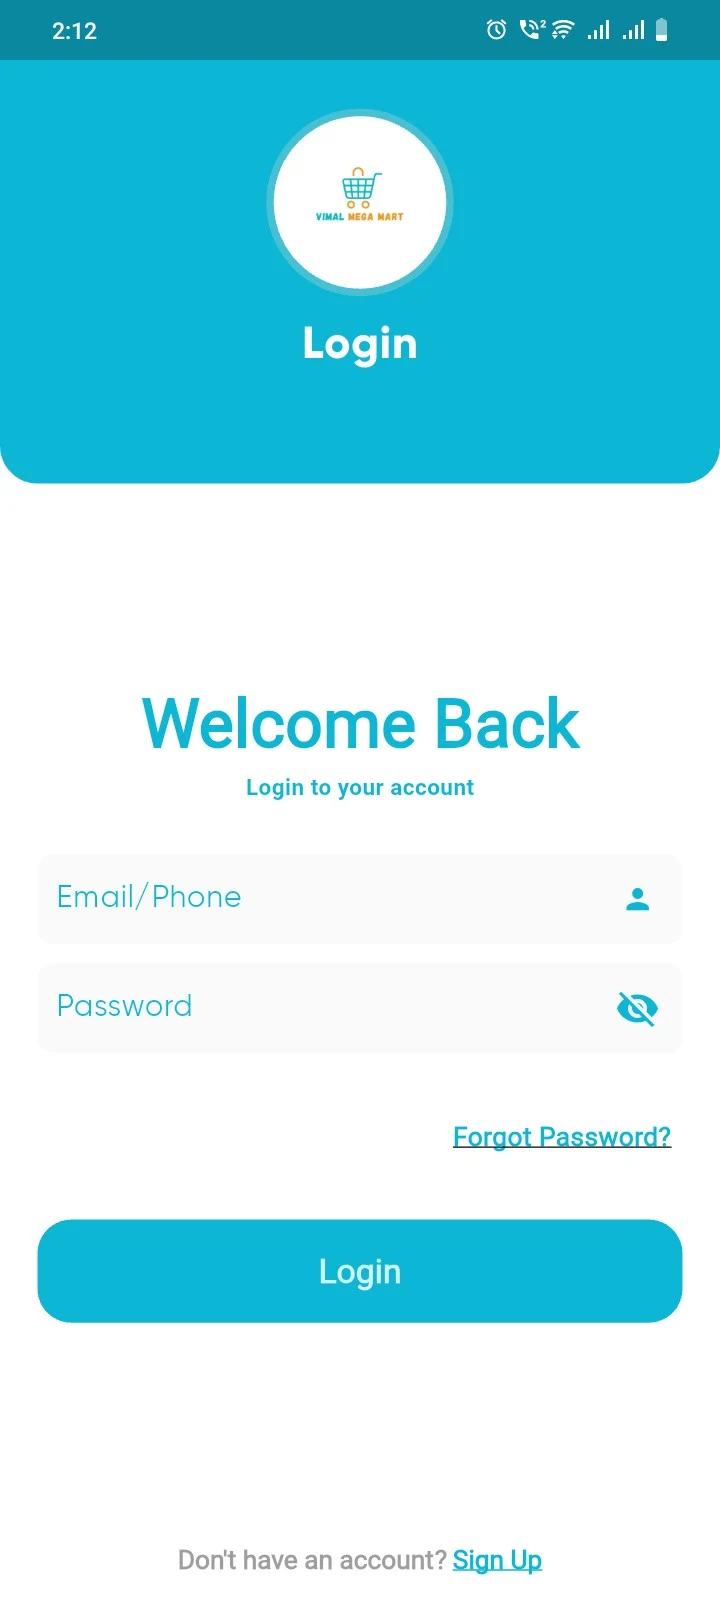 2:12
2
VIMAL MEGA MART
Login
Welcome Back
Login to your account
Email/Phone
Password
Forgot Password?
Login
Don't have an account? Sign Up